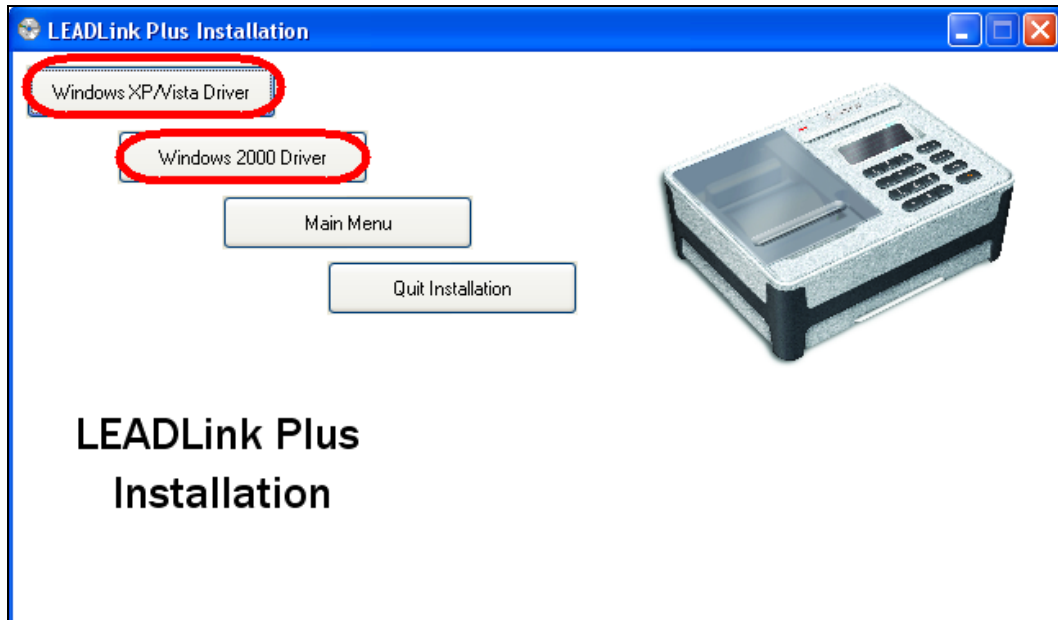 LEADLink Plus Installation
Windows XP/Vista Driver
Windows 2000 Driver
Main Menu
Quit Installation
LEADLink Plus
Installation